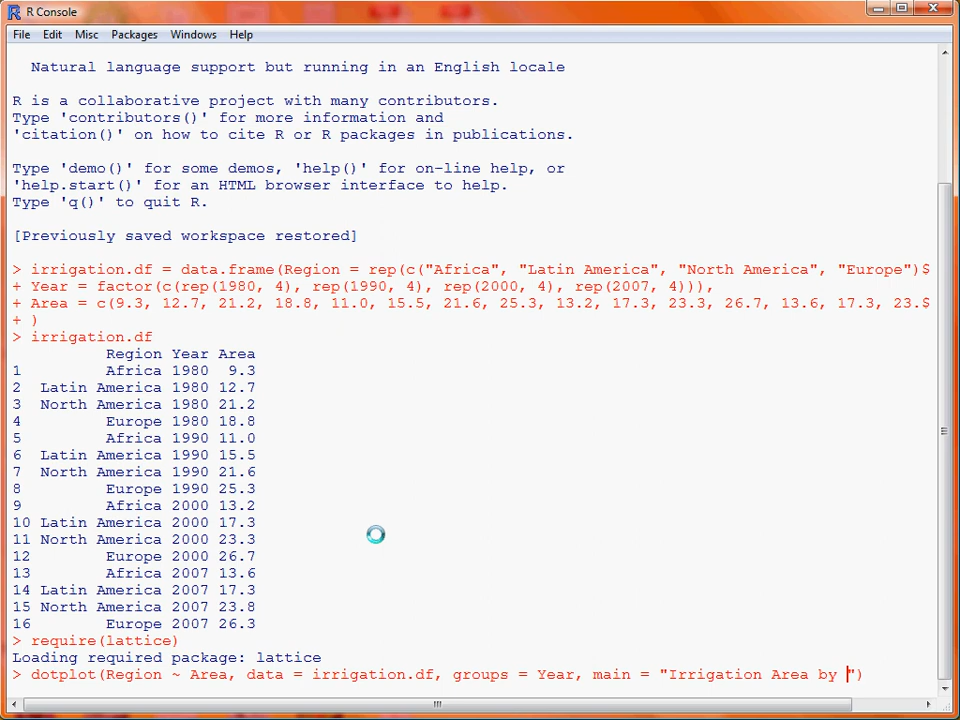 R Console
File Edit Misc Packages Windows Help
Natural language support but running in an English locale
R is a collaborative project with many contributors.
Type 'contributors()' for more information and
'citation()' on how to cite R or R packages in publications.
Type 'demo()' for some demos, 'help()' for on-line help, or
'help.start()' for an HTML browser interface to help.
Type 'q()' to quit R.
[Previously saved workspace restored]
> irrigation.df = data.frame(Region = rep(c("Africa", "Latin America", "North America", "Europe")$
+ Year = factor(c(rep(1980, 4), rep(1990, 4), rep(2000, 4), rep(2007, 4))),
+ Area = c(9.3, 12.7, 21.2, 18.8, 11.0, 15.5, 21.6, 25.3, 13.2, 17.3, 23.3, 26.7, 13.6, 17.3, 23.$
+ )
> irrigation.df
Region Year Area
1 Africa 1980 9.3
2 Latin America 1980 12.7
3 North America 1980 21.2
4 Europe 1980 18.8
5 Africa 1990 11.0
6 Latin America 1990 15.5
7 North America 1990 21.6
8 Europe 1990 25.3
9 Africa 2000 13.2
10 Latin America 2000 17.3
11 North America 2000 23.3
12 Europe 2000 26.7
13 Africa 2007 13.6
14 Latin America 2007 17.3
15 North America 2007 23.8
16 Europe 2007 26.3
> require(lattice)
Loading required package: lattice
> dotplot(Region ~ Area, data = irrigation.df, groups = Year, main = "Irrigation Area by ")